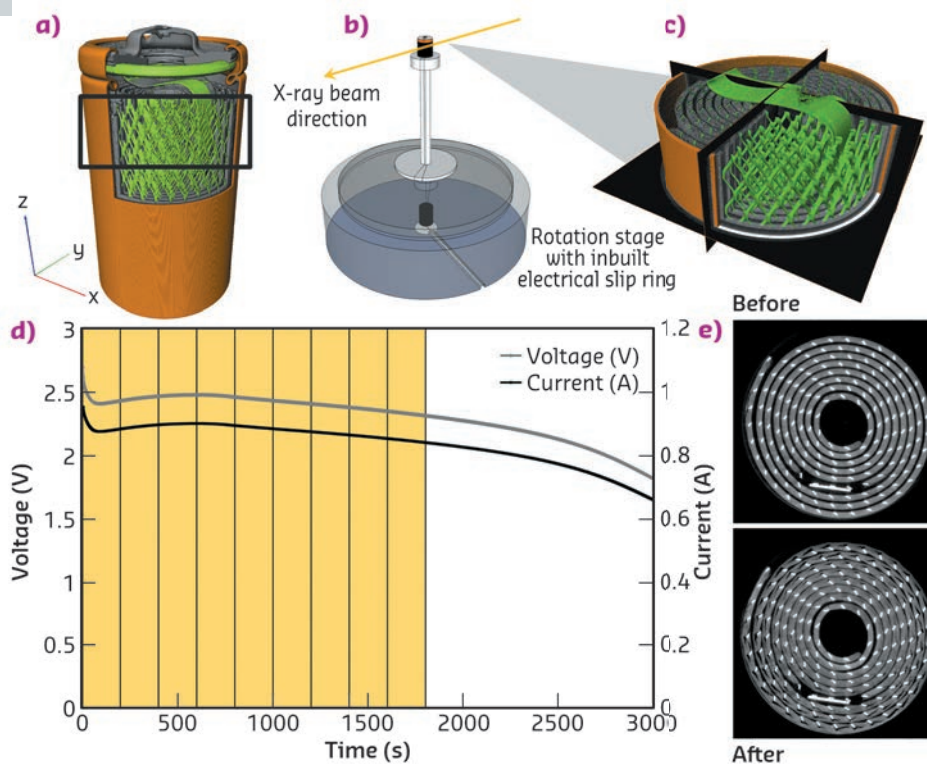 a)
b)
c)
X-ray beam
direction
Rotation stage
with inbuilt
electrical slip ring
z
y
x
d)
Before
e)
3
2.5
2
1.5
1
0.5
0
Voltage (V)
Voltage (V)
Current (A)
1.2
1
0.8
0.6
0.4
0.2
0
Current (A)
0
500
1000
1500
2000
2500
3000
Time (s)
After